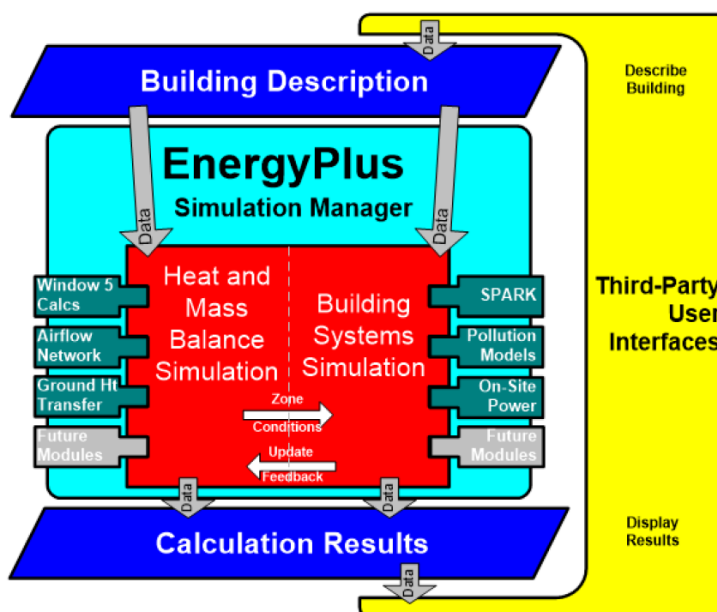 Data
Building Description
Describe
Building
EnergyPlus
Simulation Manager
Data
Data
Window 5
Calcs
Airflow
Network
Ground Ht
Transfer
Future
Modules
Heat and
Mass
Balance
Simulation
Building
Systems
Simulation
Zone
Conditions
Update
Feedback
SPARK
Pollution
Models
On-Site
Power
Future
Modules
Third-Party
User
Interfaces
Data
Data
Calculation Results
Display
Results
Data